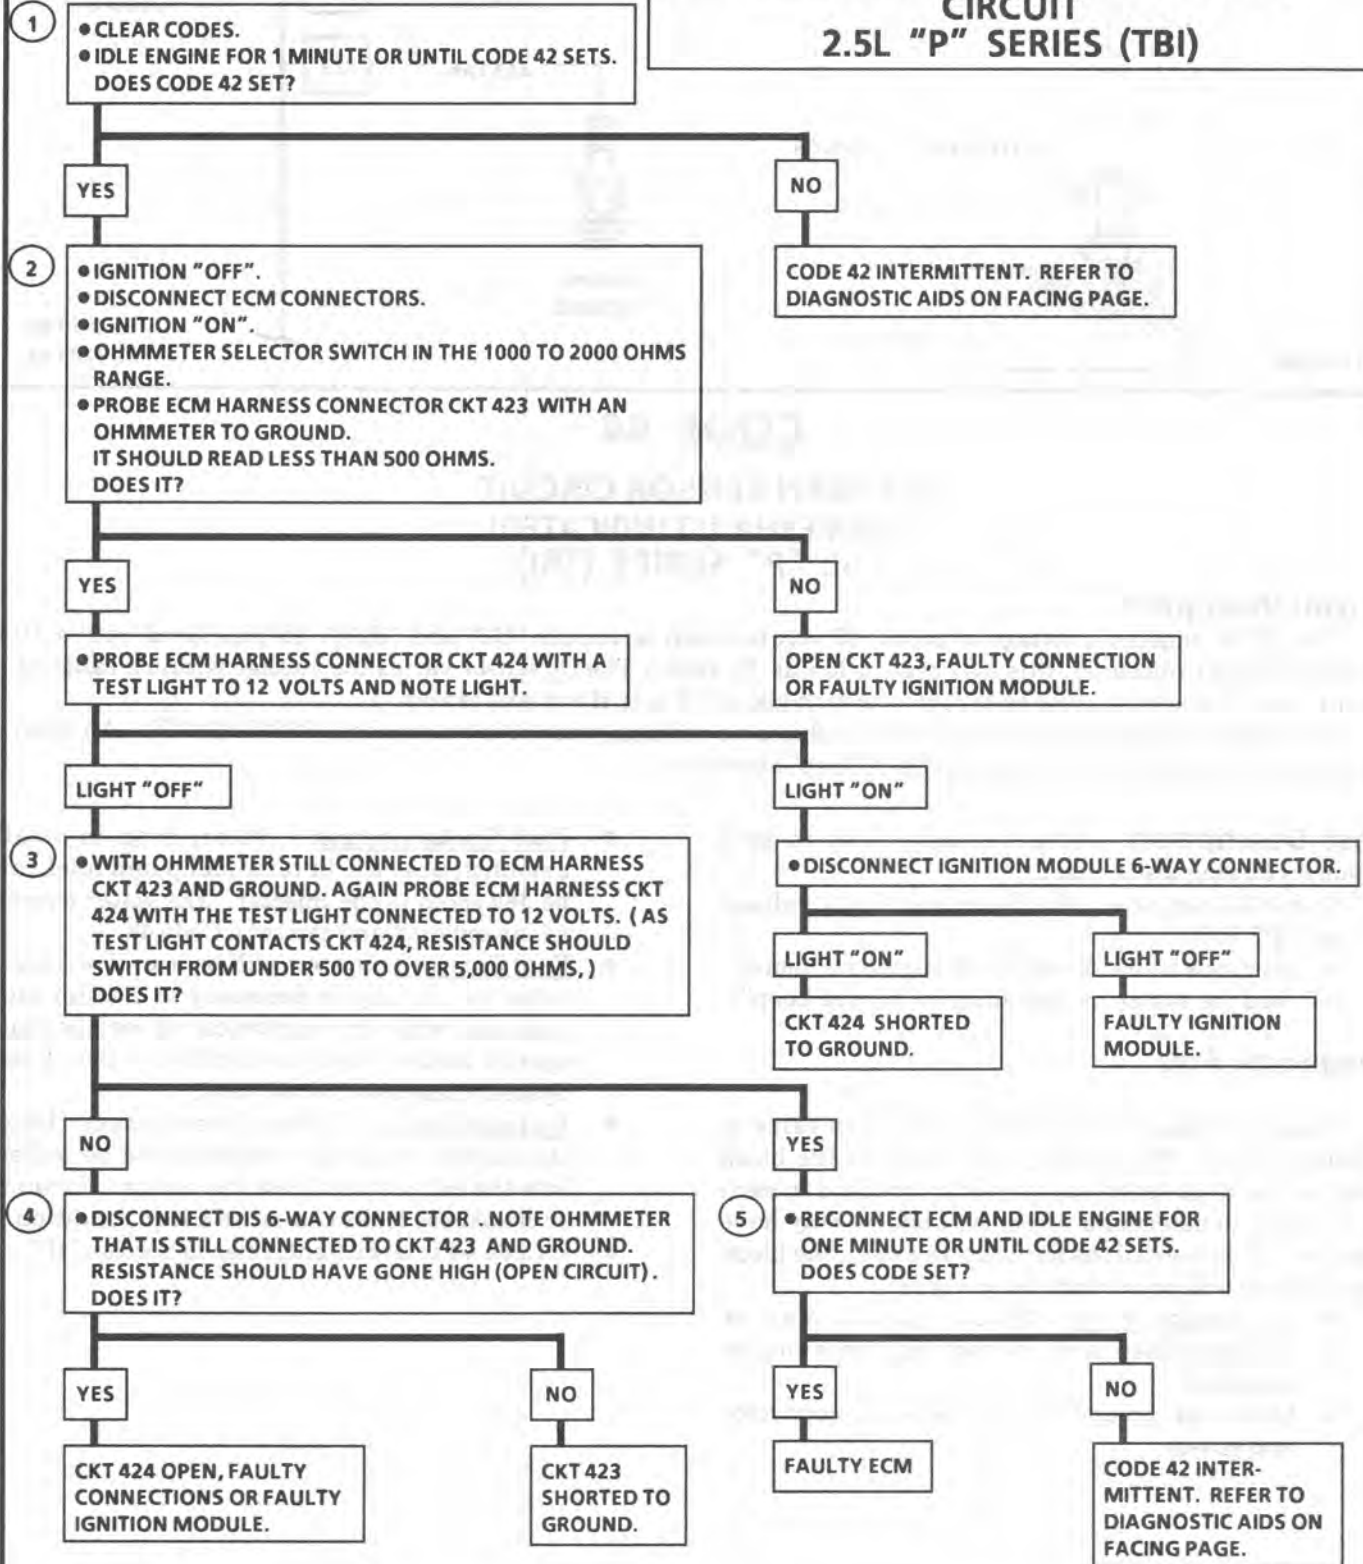 CIRCUIT
2.5L "P" SERIES (TBI)
1
● CLEAR CODES.
● IDLE ENGINE FOR 1 MINUTE OR UNTIL CODE 42 SETS.
DOES CODE 42 SET?
YES
NO
2
● IGNITION "OFF".
● DISCONNECT ECM CONNECTORS.
● IGNITION "ON".
● OHMMETER SELECTOR SWITCH IN THE 1000 TO 2000 OHMS
RANGE.
● PROBE ECM HARNESS CONNECTOR CKT 423 WITH AN
OHMMETER TO GROUND.
IT SHOULD READ LESS THAN 500 OHMS.
DOES IT?
CODE 42 INTERMITTENT. REFER TO
DIAGNOSTIC AIDS ON FACING PAGE.
YES
NO
● PROBE ECM HARNESS CONNECTOR CKT 424 WITH A
TEST LIGHT TO 12 VOLTS AND NOTE LIGHT.
OPEN CKT 423, FAULTY CONNECTION
OR FAULTY IGNITION MODULE.
LIGHT "OFF"
LIGHT "ON"
3
● WITH OHMMETER STILL CONNECTED TO ECM HARNESS
CKT 423 AND GROUND. AGAIN PROBE ECM HARNESS CKT
424 WITH THE TEST LIGHT CONNECTED TO 12 VOLTS. ( AS
TEST LIGHT CONTACTS CKT 424, RESISTANCE SHOULD
SWITCH FROM UNDER 500 TO OVER 5,000 OHMS, )
DOES IT?
● DISCONNECT IGNITION MODULE 6-WAY CONNECTOR.
LIGHT "ON"
LIGHT "OFF"
CKT 424 SHORTED
TO GROUND.
FAULTY IGNITION
MODULE.
NO
YES
4
● DISCONNECT DIS 6-WAY CONNECTOR. NOTE OHMMETER
THAT IS STILL CONNECTED TO CKT 423 AND GROUND.
RESISTANCE SHOULD HAVE GONE HIGH (OPEN CIRCUIT).
DOES IT?
5
● RECONNECT ECM AND IDLE ENGINE FOR
ONE MINUTE OR UNTIL CODE 42 SETS.
DOES CODE SET?
YES
NO
YES
NO
CKT 424 OPEN, FAULTY
CONNECTIONS OR FAULTY
IGNITION MODULE.
CKT 423
SHORTED TO
GROUND.
FAULTY ECM
CODE 42 INTER-
MITTENT. REFER TO
DIAGNOSTIC AIDS ON
FACING PAGE.